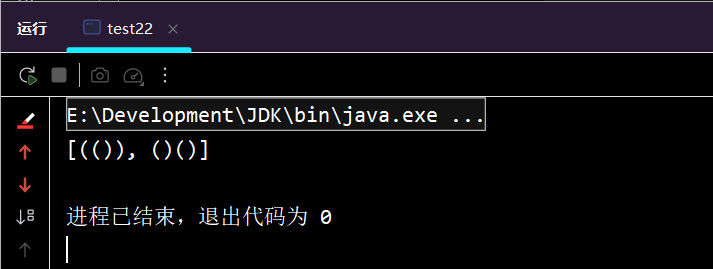 运行 test22
E:\Development\JDK\bin\java.exe ...
[(()), ()()]
进程已结束，退出代码为 0